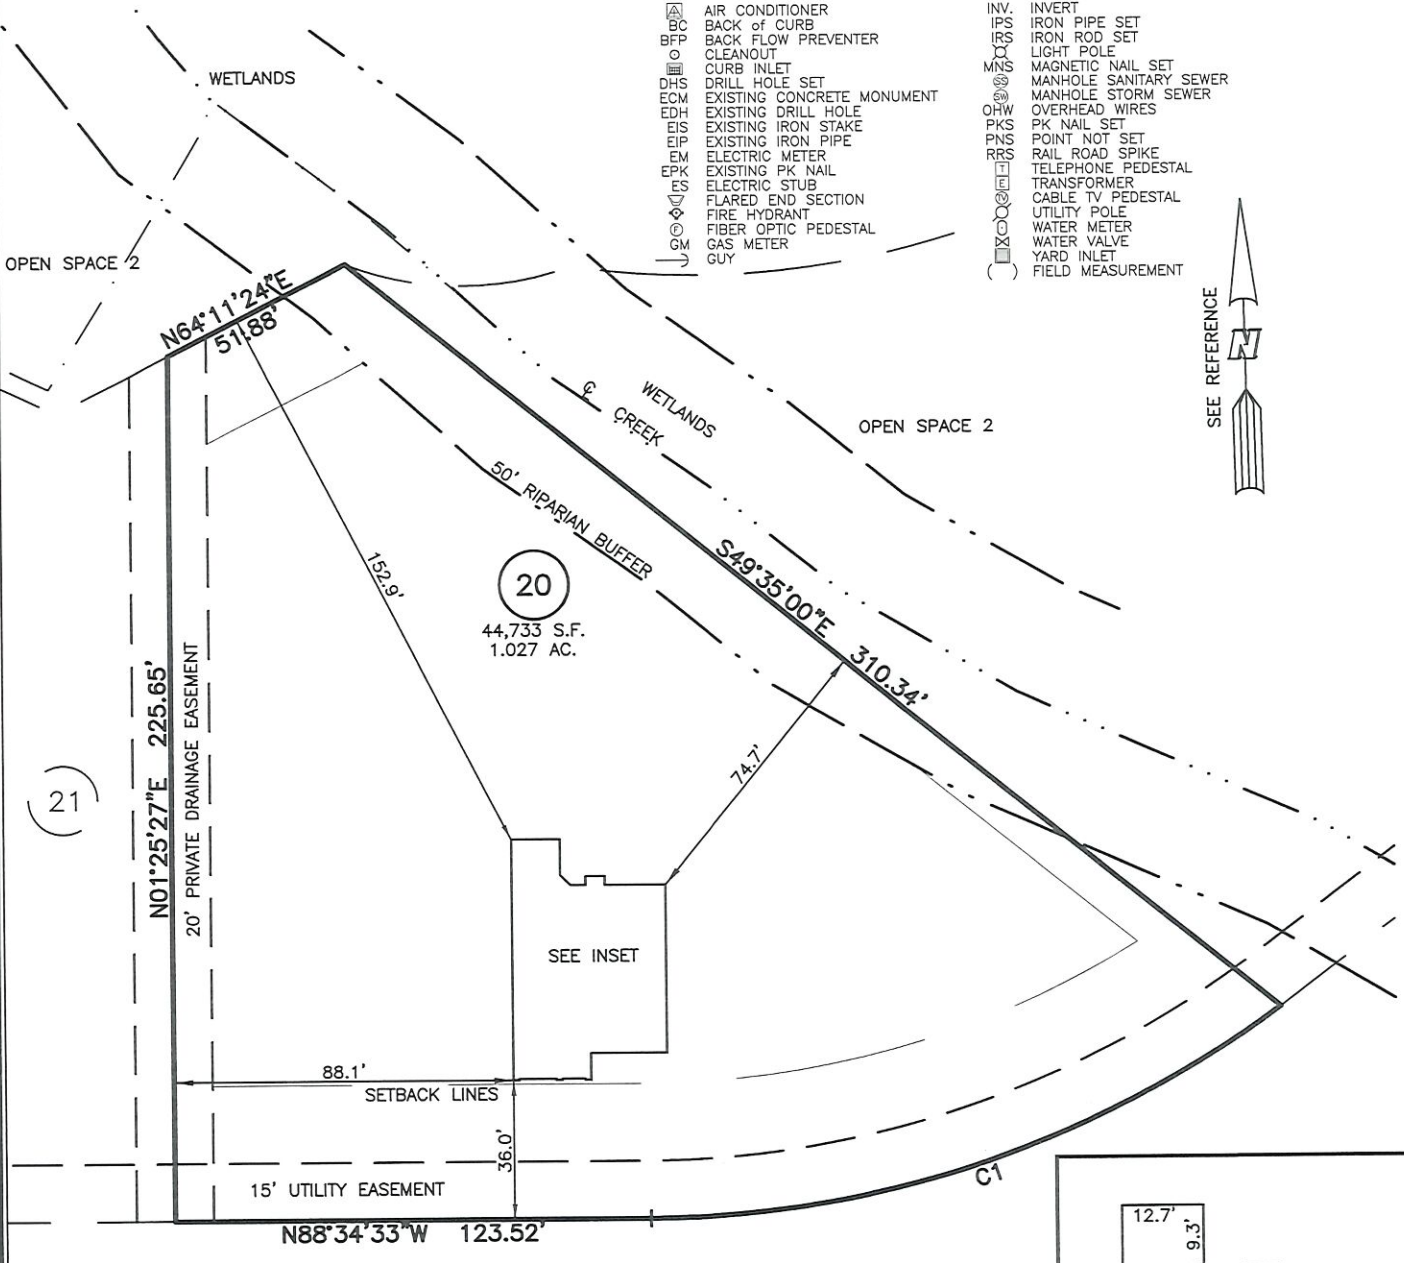 AIR CONDITIONER
BC BACK of CURB
BFP BACK FLOW PREVENTER
CLEANOUT
CURB INLET
DHS DRILL HOLE SET
ECM EXISTING CONCRETE MONUMENT
EDH EXISTING DRILL HOLE
EIS EXISTING IRON STAKE
EIP EXISTING IRON PIPE
EM ELECTRIC METER
EPK EXISTING PK NAIL
ES ELECTRIC STUB
FLARED END SECTION
FIRE HYDRANT
F FIBER OPTIC PEDESTAL
GM GAS METER
GUY
INV. INVERT
IPS IRON PIPE SET
IRS IRON ROD SET
LIGHT POLE
MNS MAGNETIC NAIL SET
SS MANHOLE SANITARY SEWER
SW MANHOLE STORM SEWER
OHW OVERHEAD WIRES
PKS PK NAIL SET
PNS POINT NOT SET
RRS RAIL ROAD SPIKE
T TELEPHONE PEDESTAL
E TRANSFORMER
CABLE TV PEDESTAL
UTILITY POLE
WATER METER
WATER VALVE
YARD INLET
( ) FIELD MEASUREMENT
WETLANDS
OPEN SPACE 2
N64°11'24"E
51.88'
SEE REFERENCE
N
WETLANDS
℄
CREEK
OPEN SPACE 2
50' RIPARIAN BUFFER
152.9'
20
44,733 S.F.
1.027 AC.
S49°35'00"E 310.34'
74.7'
N01°25'27"E 225.65'
20' PRIVATE DRAINAGE EASEMENT
21
SEE INSET
88.1'
SETBACK LINES
36.0'
15' UTILITY EASEMENT
N88°34'33"W 123.52'
C1
12.7'
9.3'